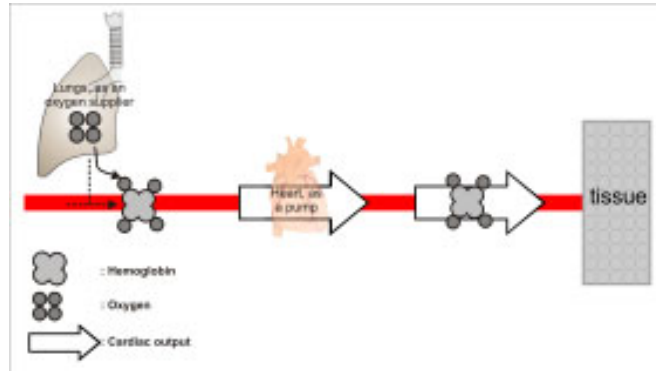 Lungs, as an
oxygen supplier
Heart, as
a pump
tissue
: Hemoglobin
: Oxygen
: Cardiac output